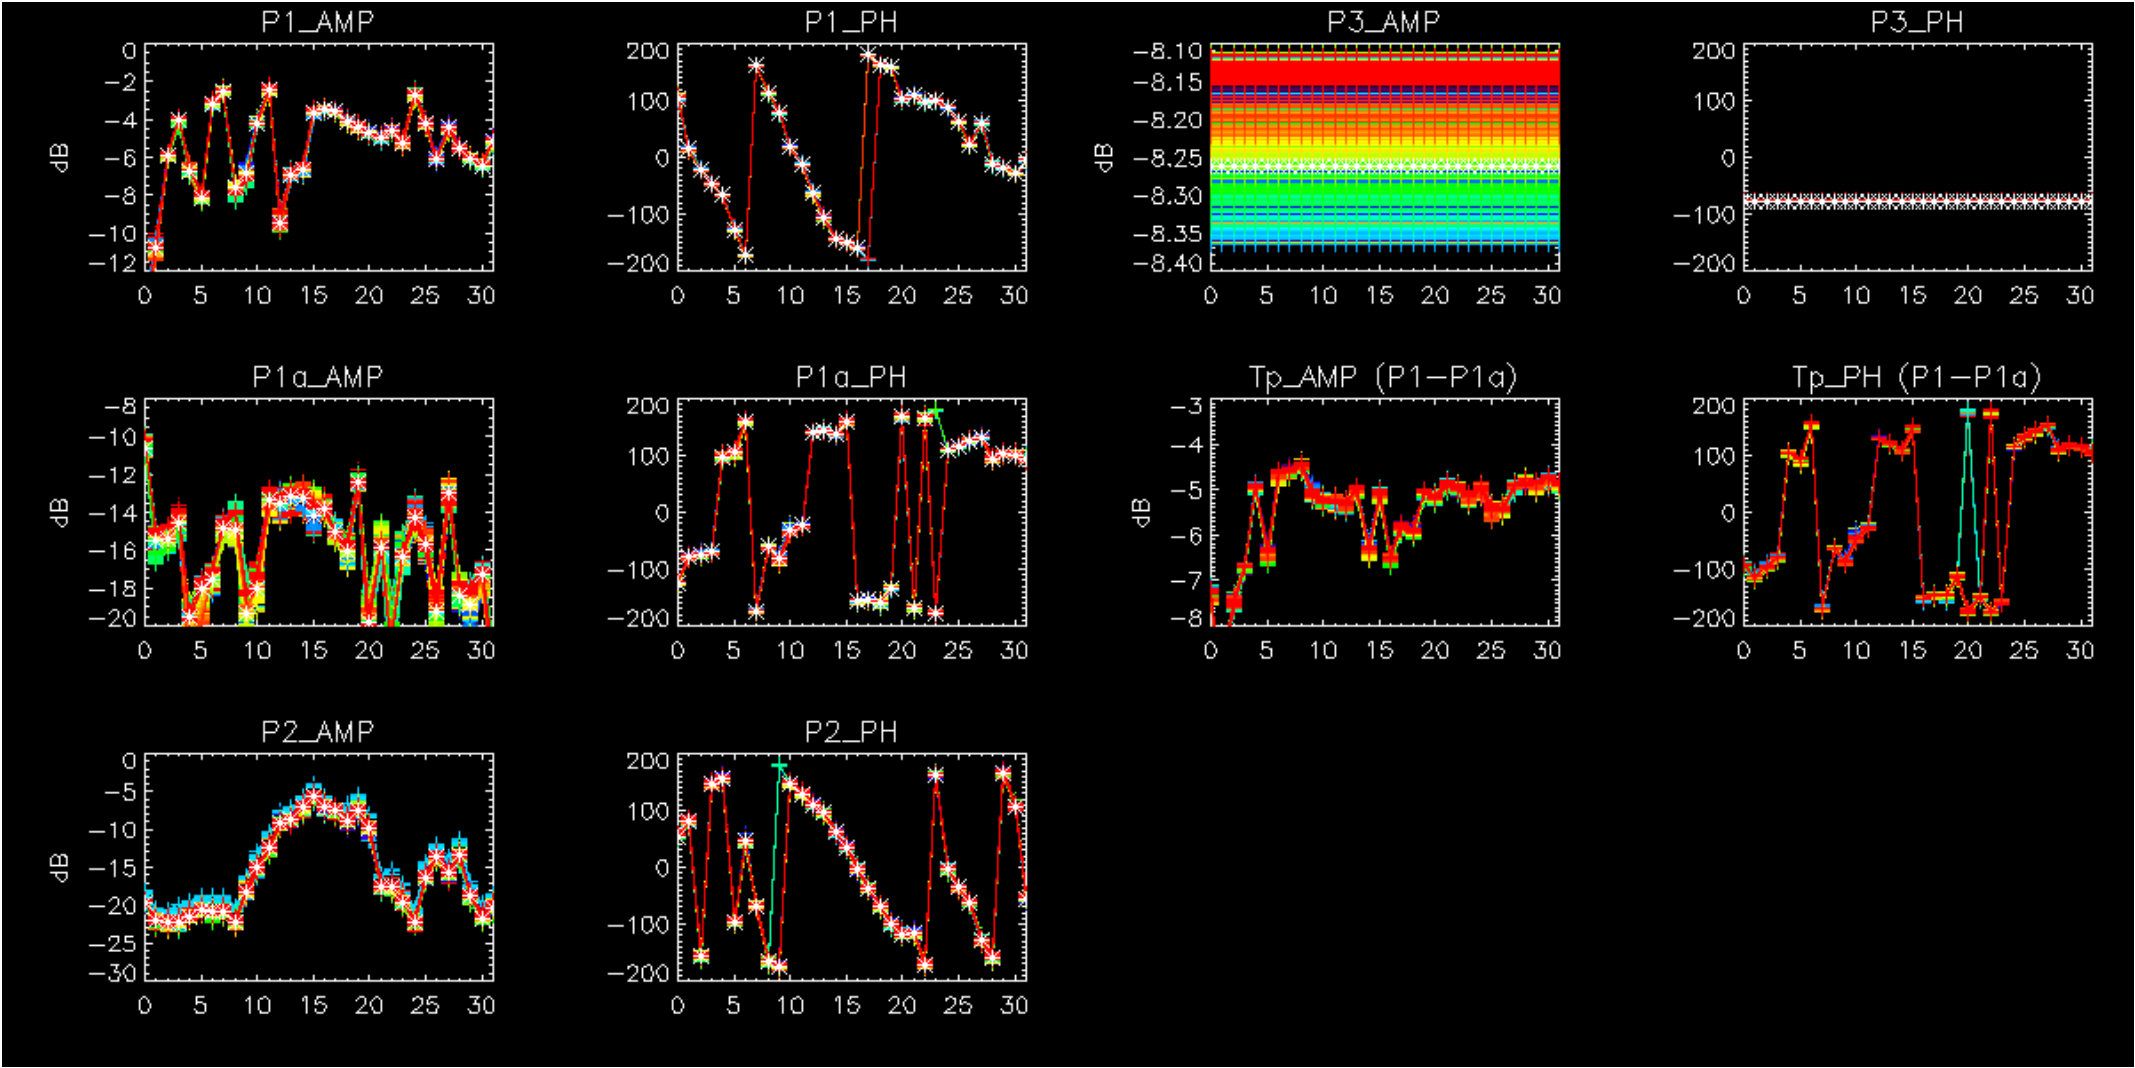 P1_AMP
P1_PH
P3_AMP
P3_PH
dB
0
−2
−4
−6
−8
−10
−12
0 5 10 15 20 25 30
200
100
0
−100
−200
0 5 10 15 20 25 30
dB
−8.10
−8.15
−8.20
−8.25
−8.30
−8.35
−8.40
0 5 10 15 20 25 30
200
100
0
−100
−200
0 5 10 15 20 25 30
P1a_AMP
P1a_PH
Tp_AMP (P1−P1a)
Tp_PH (P1−P1a)
dB
−8
−10
−12
−14
−16
−18
−20
0 5 10 15 20 25 30
200
100
0
−100
−200
0 5 10 15 20 25 30
dB
−3
−4
−5
−6
−7
−8
0 5 10 15 20 25 30
200
100
0
−100
−200
0 5 10 15 20 25 30
P2_AMP
P2_PH
dB
0
−5
−10
−15
−20
−25
−30
0 5 10 15 20 25 30
200
100
0
−100
−200
0 5 10 15 20 25 30